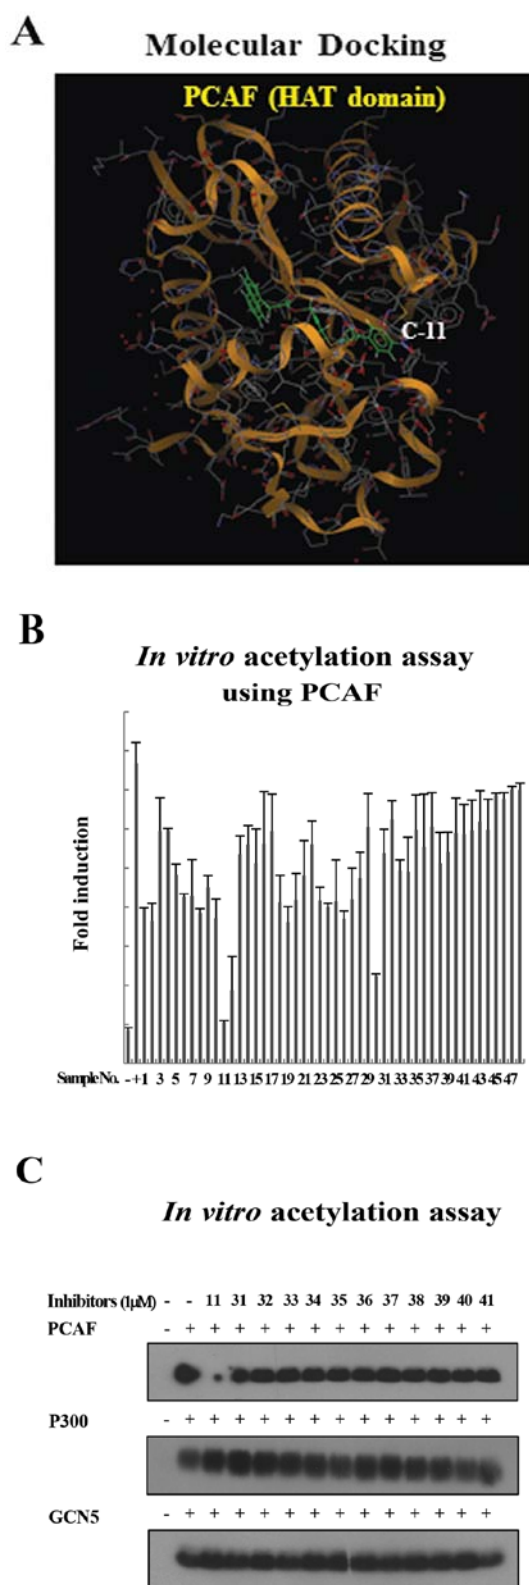 A
Molecular Docking
PCAF (HAT domain)
C-11
B
In vitro acetylation assay
using PCAF
Fold induction
Sample No. - + 1 3 5 7 9 11 13 15 17 19 21 23 25 27 29 31 33 35 37 39 41 43 45 47
C
In vitro acetylation assay
Inhibitors (1μM) - - 11 31 32 33 34 35 36 37 38 39 40 41
PCAF - + + + + + + + + + + + + +
P300 - + + + + + + + + + + + + +
GCN5 - + + + + + + + + + + + + +